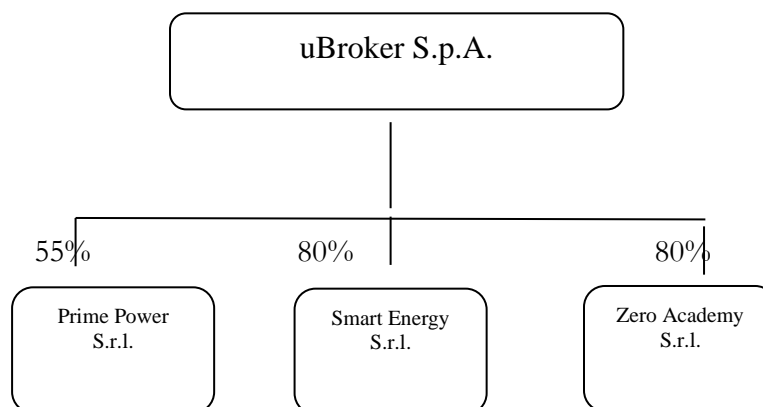 uBroker S.p.A.
55%
80%
80%
Prime Power
S.r.l.
Smart Energy
S.r.l.
Zero Academy
S.r.l.